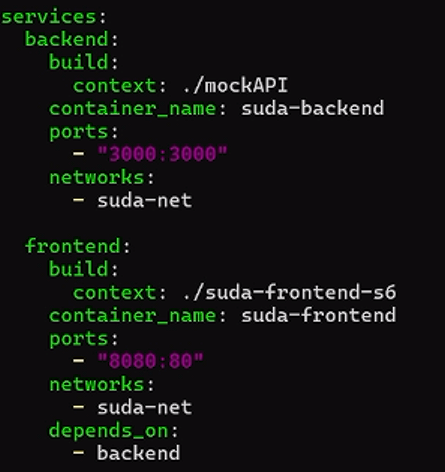 services:
  backend:
    build:
      context: ./mockAPI
    container_name: suda-backend
    ports:
      - "3000:3000"
    networks:
      - suda-net

  frontend:
    build:
      context: ./suda-frontend-s6
    container_name: suda-frontend
    ports:
      - "8080:80"
    networks:
      - suda-net
    depends_on:
      - backend